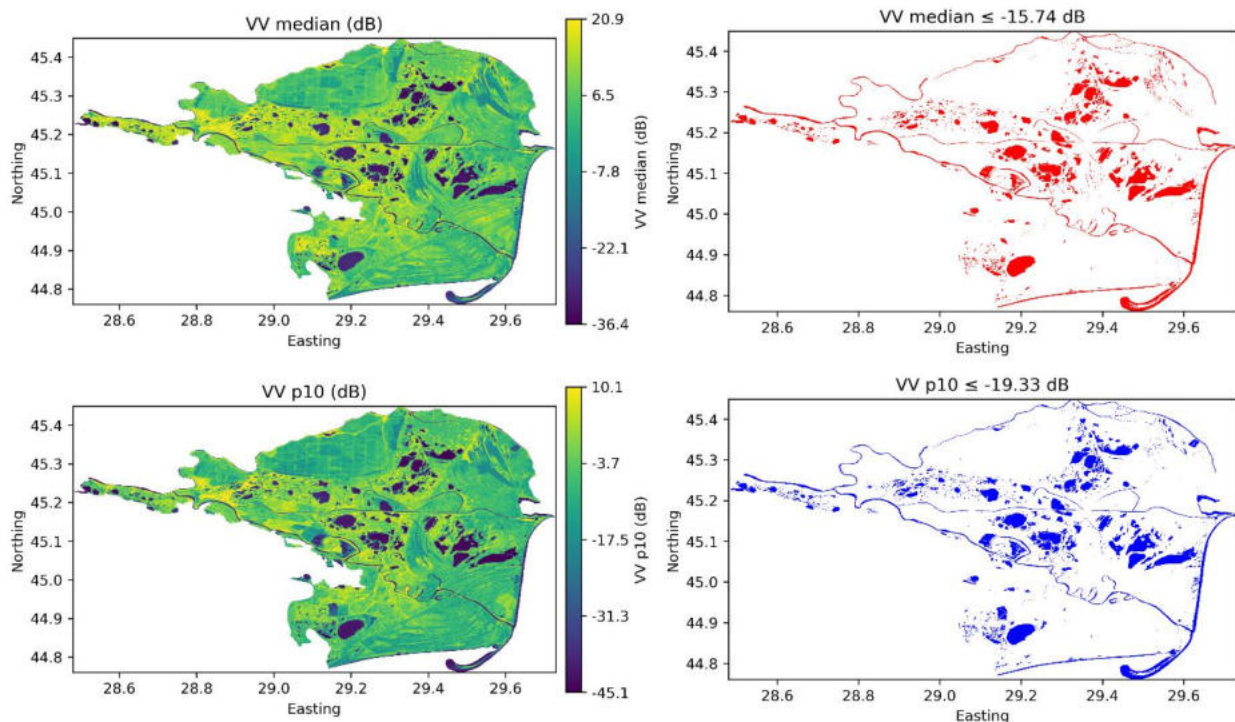 VV median (dB)
45.4
45.3
45.2
45.1
45.0
44.9
44.8
Northing
28.6 28.8 29.0 29.2 29.4 29.6
Easting
20.9
6.5
-7.8
-22.1
-36.4
VV median (dB)
VV median ≤ -15.74 dB
45.4
45.3
45.2
45.1
45.0
44.9
44.8
Northing
28.6 28.8 29.0 29.2 29.4 29.6
Easting
VV p10 (dB)
45.4
45.3
45.2
45.1
45.0
44.9
44.8
Northing
28.6 28.8 29.0 29.2 29.4 29.6
Easting
10.1
-3.7
-17.5
-31.3
-45.1
VV p10 (dB)
VV p10 ≤ -19.33 dB
45.4
45.3
45.2
45.1
45.0
44.9
44.8
Northing
28.6 28.8 29.0 29.2 29.4 29.6
Easting